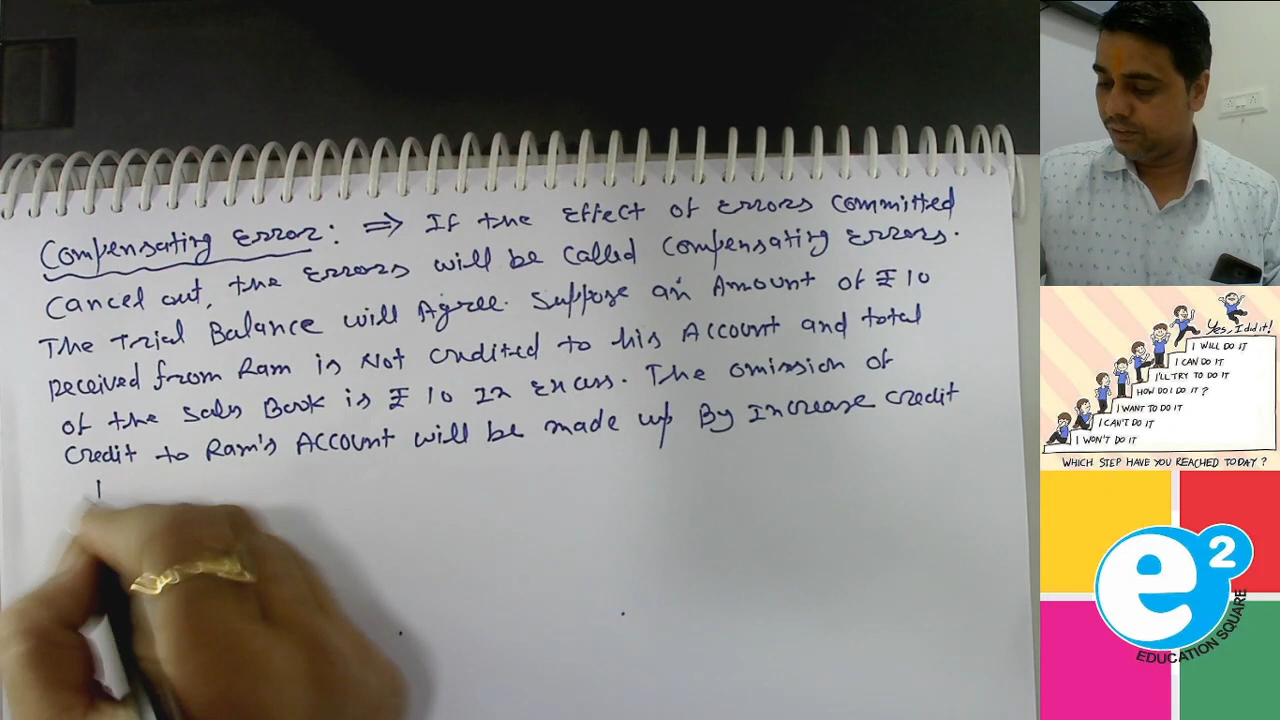 Compensating Error: ⇒ If the Effect of Errors committed
Cancel out, the Errors will be Called Compensating Errors.
The Trial Balance will Agree. Suppose an Amount of ₹ 10
Received from Ram is Not credited to his Account and total
of the Sales Book is ₹ 10 In Excess. The omission of
Credit to Ram's Account will be made up By Increase credit
Yes, I did it!
I WILL DO IT
I CAN DO IT
I'LL TRY TO DO IT
HOW DO I DO IT ?
I WANT TO DO IT
I CAN'T DO IT
I WON'T DO IT
WHICH STEP HAVE YOU REACHED TODAY ?
e2
EDUCATION SQUARE